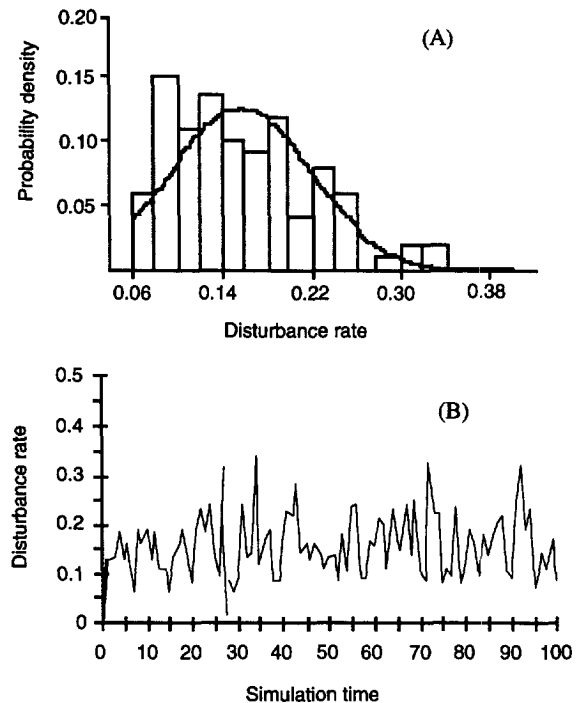 0.20
(A)
0.15
0.10
0.05
Probability density
0.06 0.14 0.22 0.30 0.38
Disturbance rate
0.5
(B)
0.4
0.3
0.2
0.1
0
Disturbance rate
0 10 20 30 40 50 60 70 80 90 100
Simulation time